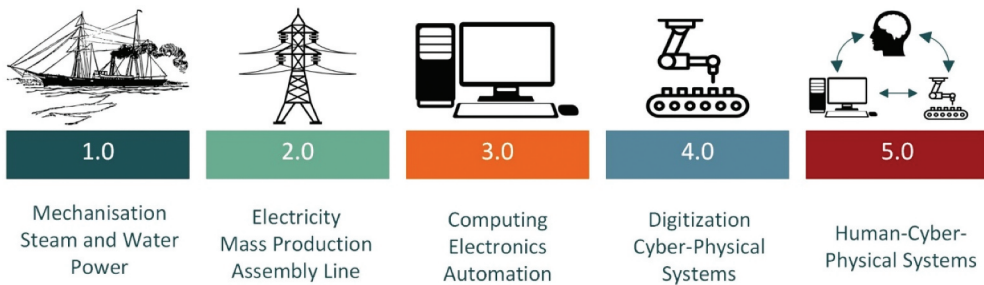 1.0
2.0
3.0
4.0
5.0
Mechanisation
Steam and Water
Power
Electricity
Mass Production
Assembly Line
Computing
Electronics
Automation
Digitization
Cyber-Physical
Systems
Human-Cyber-
Physical Systems